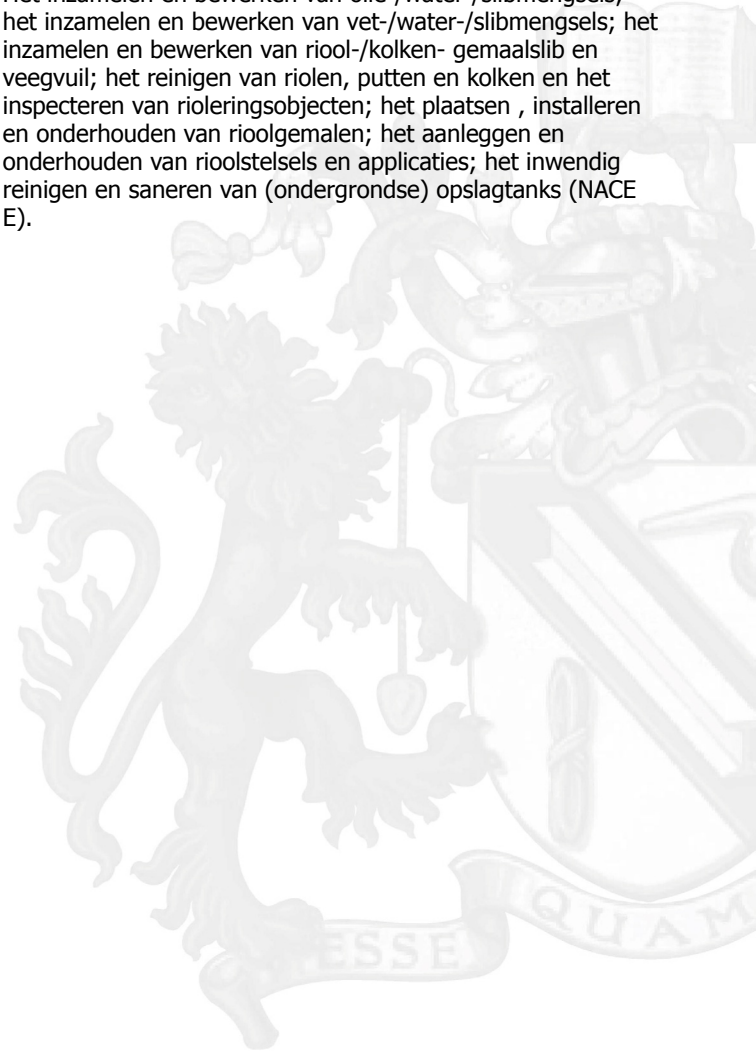 Het inzamelen en bewerken van olie-/water-/slibmengsels;
het inzamelen en bewerken van vet-/water-/slibmengsels; het
inzamelen en bewerken van riool-/kolken- gemaalslib en
veegvuil; het reinigen van riolen, putten en kolken en het
inspecteren van rioleringsobjecten; het plaatsen , installeren
en onderhouden van rioolgemalen; het aanleggen en
onderhouden van rioolstelsels en applicaties; het inwendig
reinigen en saneren van (ondergrondse) opslagtanks (NACE
E).
ESSE
QUAM